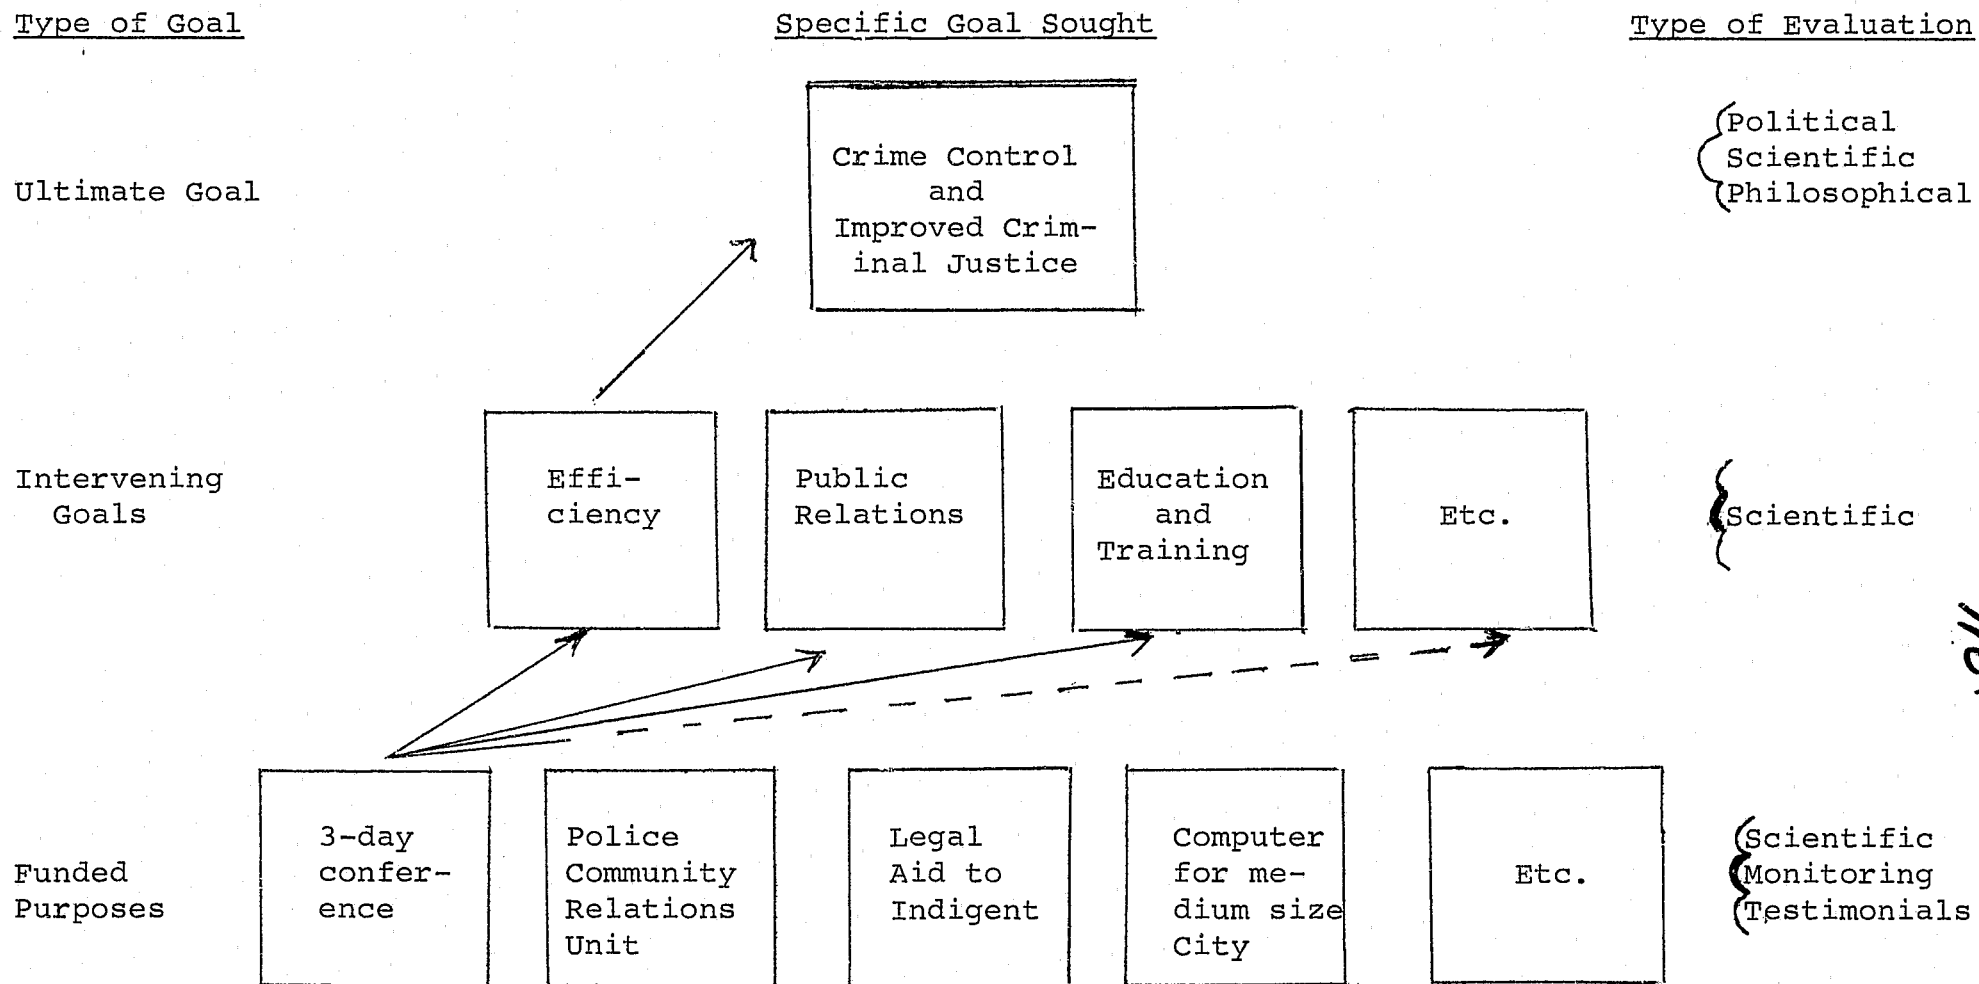 Type of Goal
Specific Goal Sought
Type of Evaluation
Ultimate Goal
Crime Control
and
Improved Crim-
inal Justice
Political
Scientific
Philosophical
Intervening
Goals
Effi-
ciency
Public
Relations
Education
and
Training
Etc.
Scientific
Funded
Purposes
3-day
confer-
ence
Police
Community
Relations
Unit
Legal
Aid to
Indigent
Computer
for me-
dium size
City
Etc.
Scientific
Monitoring
Testimonials